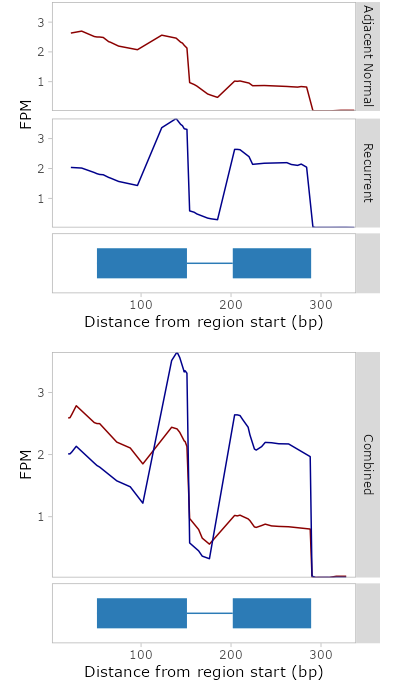 3
2
1
Adjacent Normal
FPM
3
2
1
Recurrent
100 200 300
Distance from region start (bp)
3
2
1
FPM
Combined
100 200 300
Distance from region start (bp)